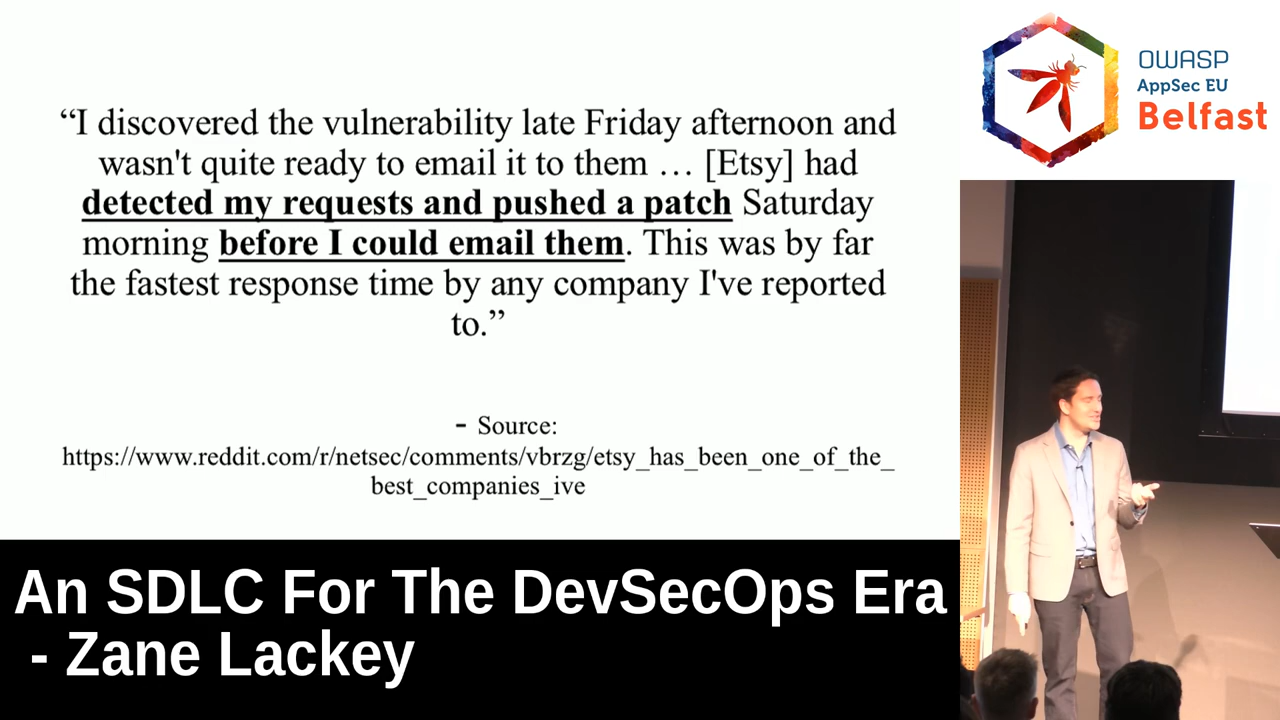 “I discovered the vulnerability late Friday afternoon and
wasn't quite ready to email it to them … [Etsy] had
detected my requests and pushed a patch Saturday
morning before I could email them. This was by far
the fastest response time by any company I've reported
to.”
- Source:
https://www.reddit.com/r/netsec/comments/vbrzg/etsy_has_been_one_of_the_
best_companies_ive
OWASP
AppSec EU
Belfast
An SDLC For The DevSecOps Era
- Zane Lackey